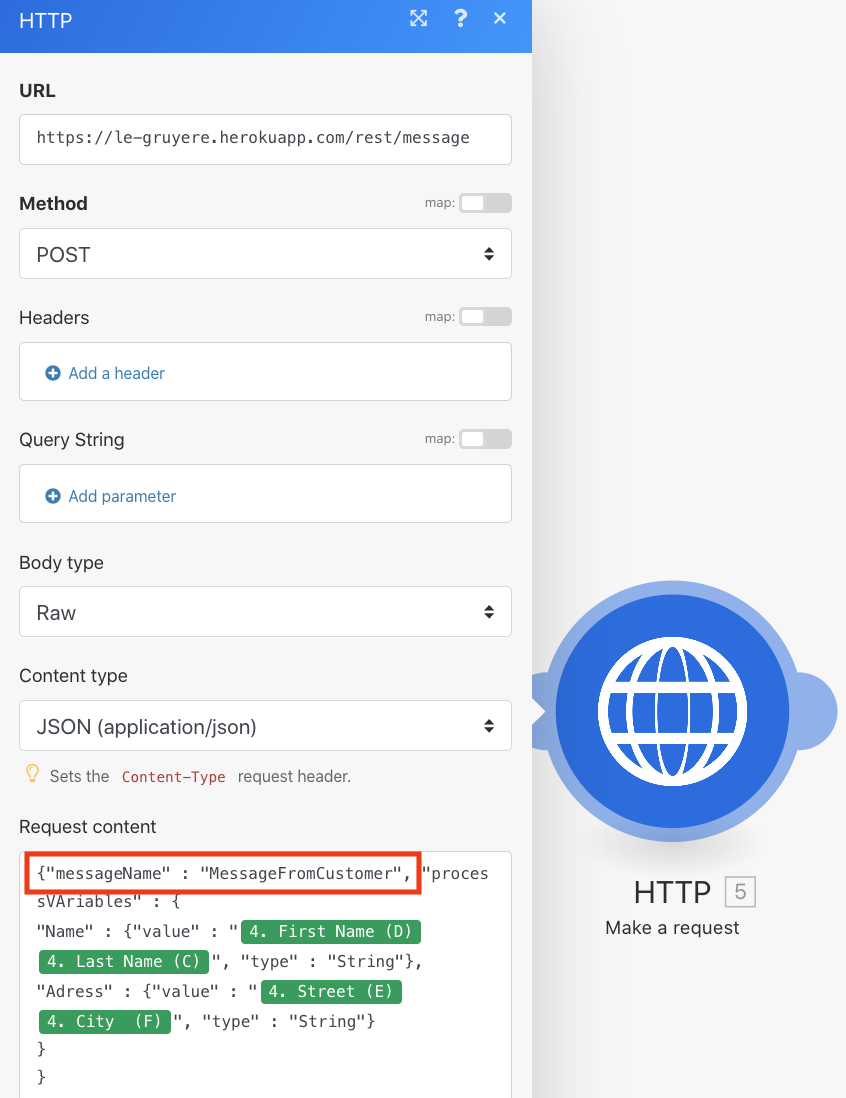 HTTP ?
URL
https://le-gruyere.herokuapp.com/rest/message
Method map:
POST
Headers map:
Add a header
Query String map:
Add parameter
Body type
Raw
Content type
JSON (application/json)
Sets the Content-Type request header.
Request content
{"messageName" : "MessageFromCustomer", "proces
sVAriables" : {
"Name" : {"value" : " 4. First Name (D)
4. Last Name (C) ", "type" : "String"},
"Adress" : {"value" : " 4. Street (E)
4. City (F) ", "type" : "String"}
}
}
HTTP 5
Make a request